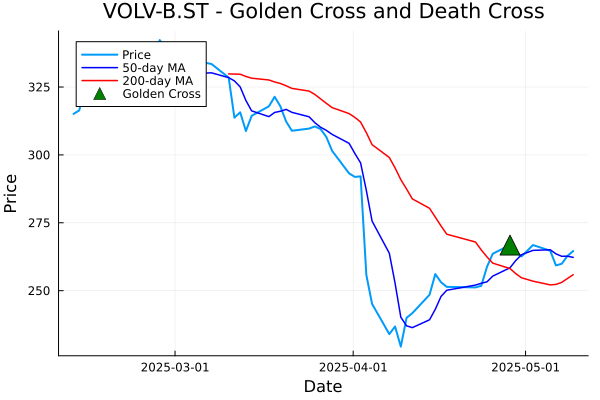 VOLV-B.ST - Golden Cross and Death Cross
Price
50-day MA
200-day MA
Golden Cross
Price
325
300
275
250
2025-03-01
2025-04-01
2025-05-01
Date